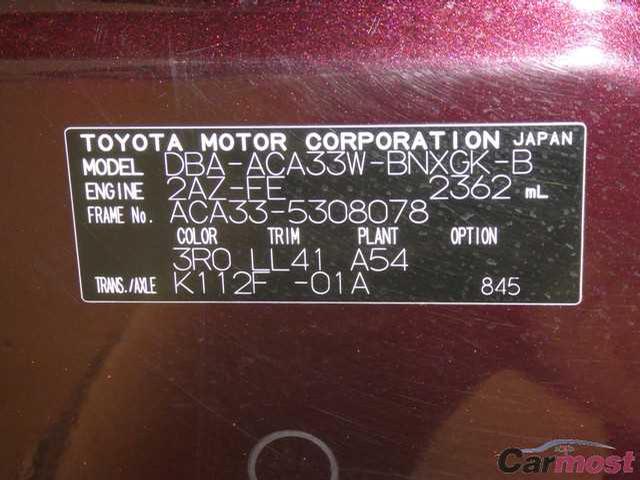 TOYOTA MOTOR CORPORATION JAPAN
MODEL DBA-ACA33W-BNXGK-B
ENGINE 2AZ-FE 2362 mL
FRAME No. ACA33-5308078
COLOR TRIM PLANT OPTION
3R0 LL41 A54
TRANS./AXLE K112F -01A 845
Carmost